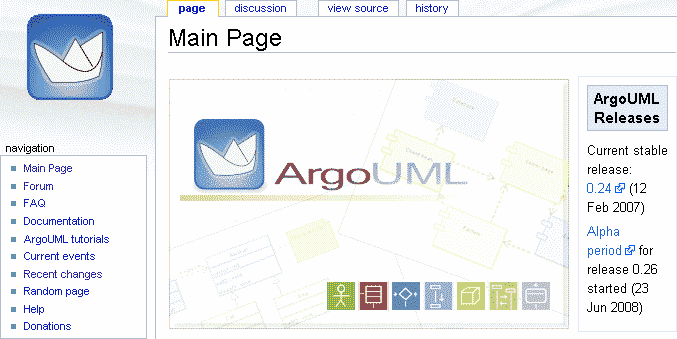 page discussion view source history
Main Page
navigation
Main Page
Forum
FAQ
Documentation
ArgoUML tutorials
Current events
Recent changes
Random page
Help
Donations
ArgoUML
ArgoUML
Releases
Current stable
release:
0.24 (12
Feb 2007)
Alpha
period for
release 0.26
started (23
Jun 2008)